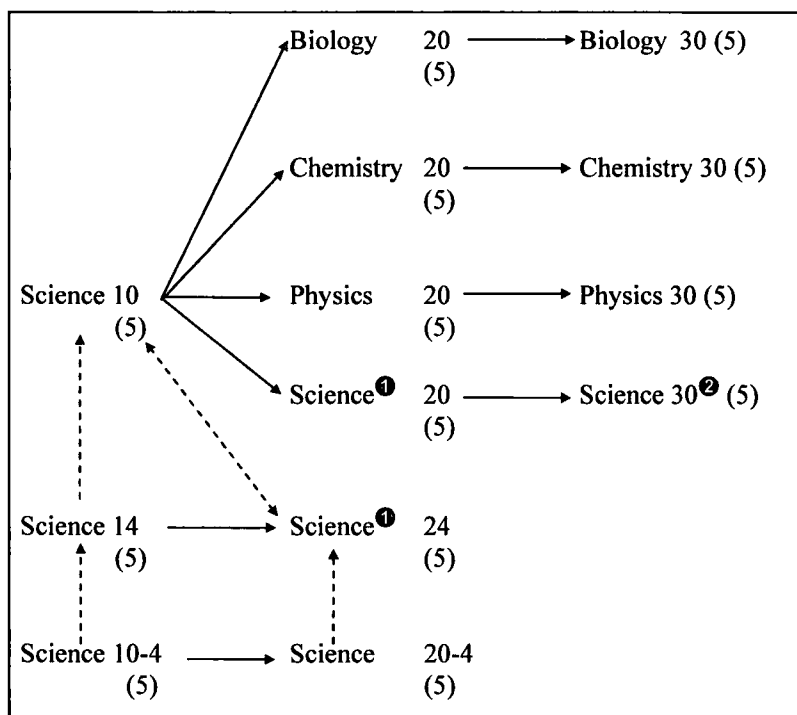 Biology 20 Biology 30 (5)
(5)
Chemistry 20 Chemistry 30 (5)
(5)
Science 10 Physics 20 Physics 30 (5)
(5) (5)
Science❶ 20 Science 30❷ (5)
(5)
Science 14 Science❶ 24
(5) (5)
Science 10-4 Science 20-4
(5) (5)